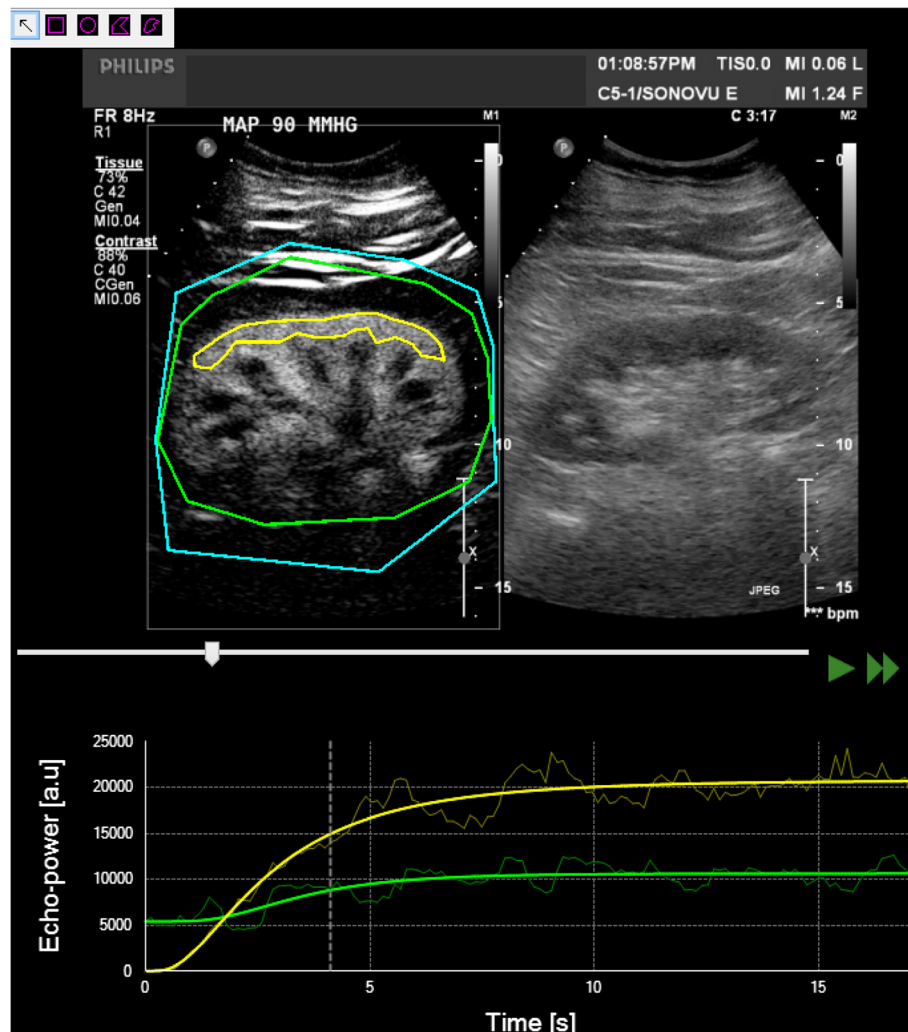 PHILIPS
01:08:57PM TIS0.0 MI 0.06 L
C5-1/SONOVU E MI 1.24 F
FR 8Hz
R1
MAP 90 MMHG
M1
C 3:17
M2
P
P
Tissue
73%
C 42
Gen
MI0.04
Contrast
88%
C 40
CGen
MI0.06
0
0
5
5
10
10
X
X
15
15
JPEG
*** bpm
Echo-power [a.u]
25000
20000
15000
10000
5000
0
0
5
10
15
Time [s]